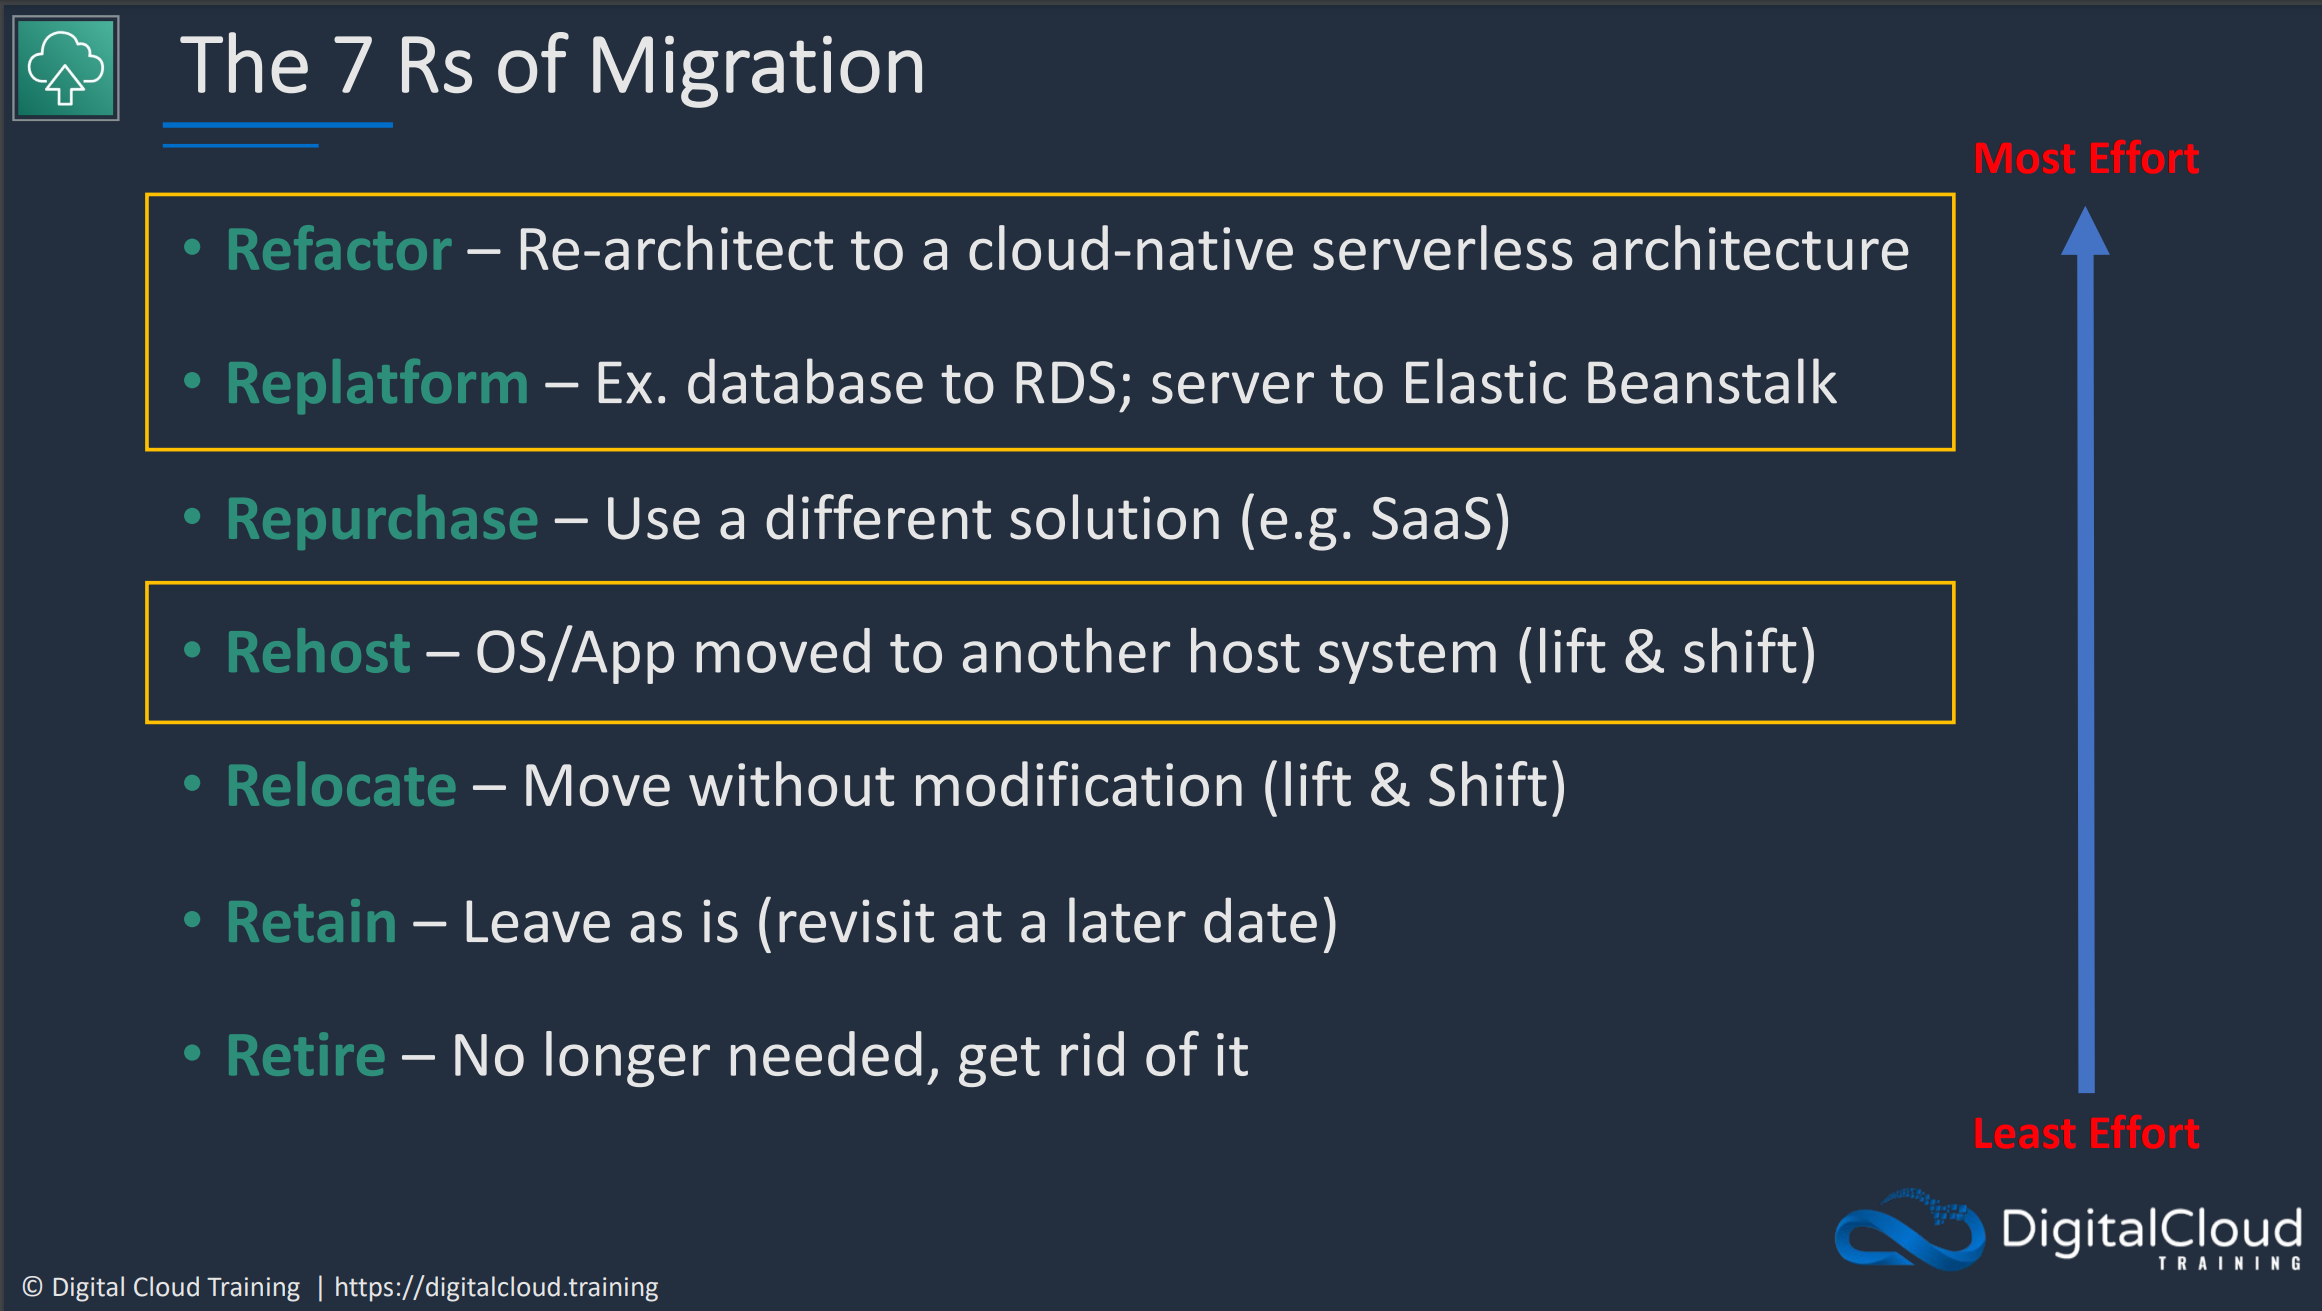 The 7 Rs of Migration
Most Effort
• Refactor – Re-architect to a cloud-native serverless architecture
• Replatform – Ex. database to RDS; server to Elastic Beanstalk
• Repurchase – Use a different solution (e.g. SaaS)
• Rehost – OS/App moved to another host system (lift & shift)
• Relocate – Move without modification (lift & Shift)
• Retain – Leave as is (revisit at a later date)
• Retire – No longer needed, get rid of it
Least Effort
DigitalCloud
TRAINING
© Digital Cloud Training | https://digitalcloud.training